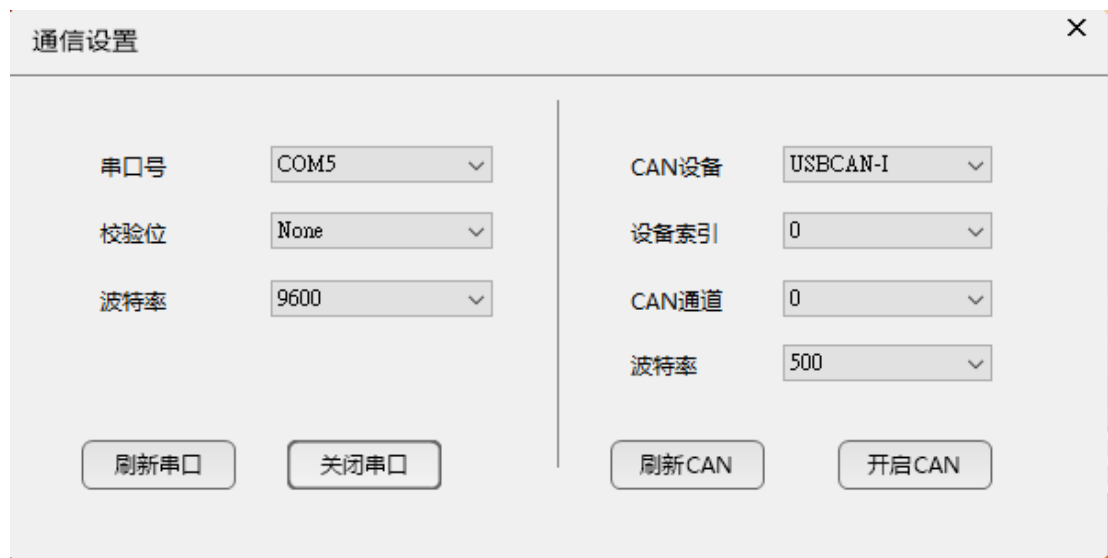 通信设置
串口号 COM5
校验位 None
波特率 9600
刷新串口 关闭串口
CAN设备 USBCAN-I
设备索引 0
CAN通道 0
波特率 500
刷新CAN 开启CAN